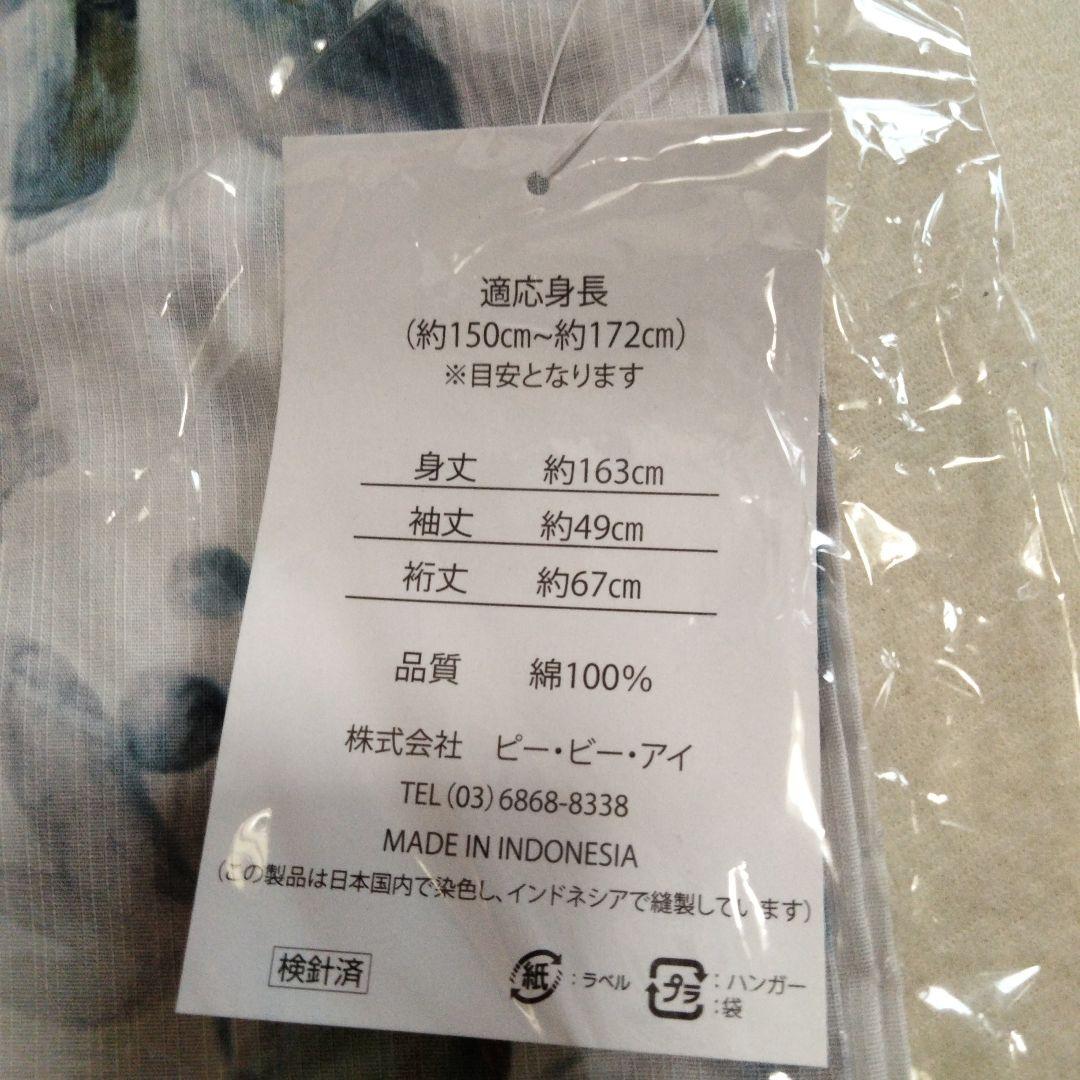 適応身長
(約150㎝~約172㎝)
※目安となります
身丈 約163㎝
袖丈 約49㎝
裄丈 約67㎝
品質 綿100%
株式会社 ピー・ビー・アイ
TEL (03) 6868-8338
MADE IN INDONESIA
(この製品は日本国内で染色し、インドネシアで縫製しています)
検針済
紙 : ラベル
プラ : ハンガー
: 袋